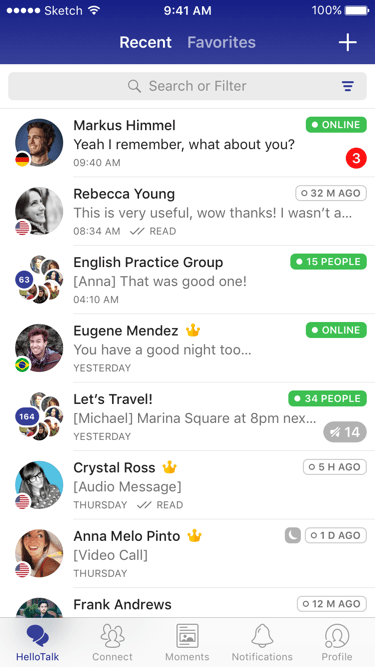 Sketch 9:41 AM 100%
Recent Favorites
Search or Filter
Markus Himmel ONLINE
Yeah I remember, what about you?
09:40 AM 3
Rebecca Young 32 M AGO
This is very useful, wow thanks! I wasn't a...
08:34 AM READ
English Practice Group 15 PEOPLE
63 [Anna] That was good one!
04:10 AM
Eugene Mendez ONLINE
You have a good night too...
YESTERDAY
Let's Travel! 34 PEOPLE
164 [Michael] Marina Square at 8pm nex...
YESTERDAY 14
Crystal Ross 5 H AGO
[Audio Message]
THURSDAY READ
Anna Melo Pinto 1 D AGO
[Video Call]
THURSDAY
Frank Andrews 12 M AGO
HelloTalk Connect Moments Notifications Profile